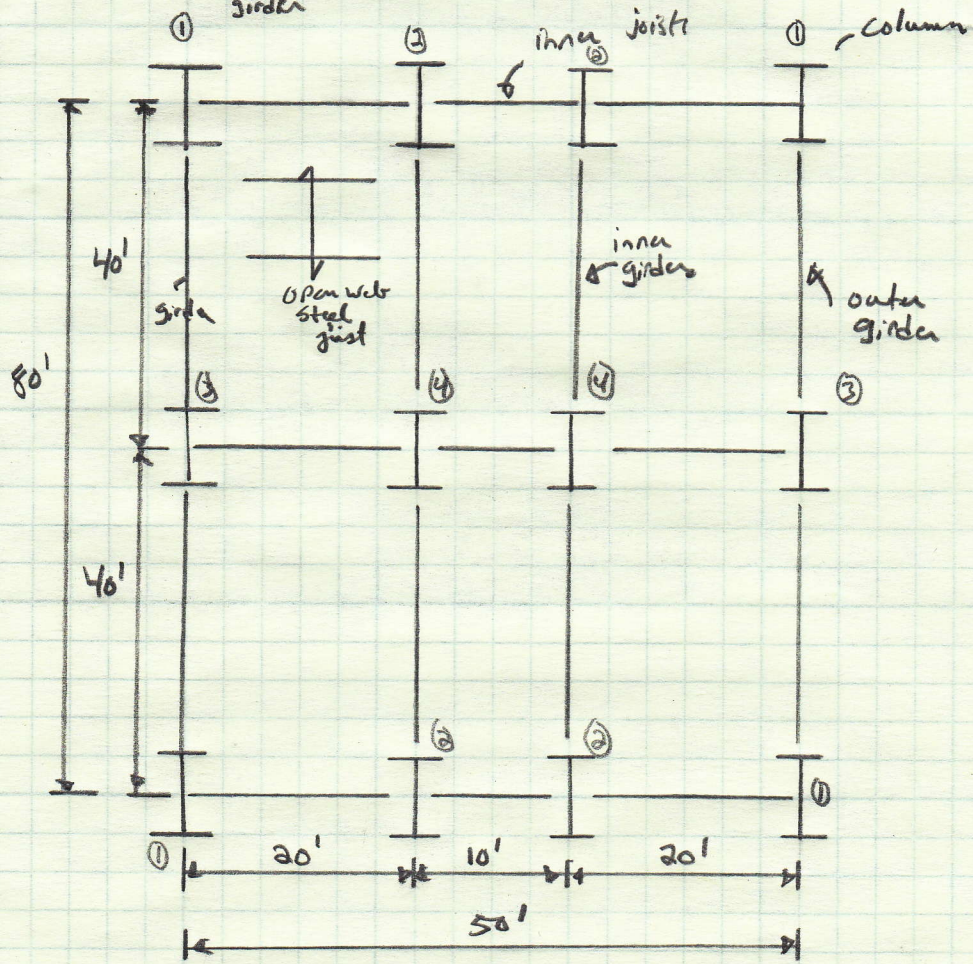 girder
① ② inner joists ② ① column
40'
80'
girder
open web
steel
joist
inner
girders
outer
girder
③ ④ ④ ③
40'
② ②
① ①
20' 10' 20'
50'